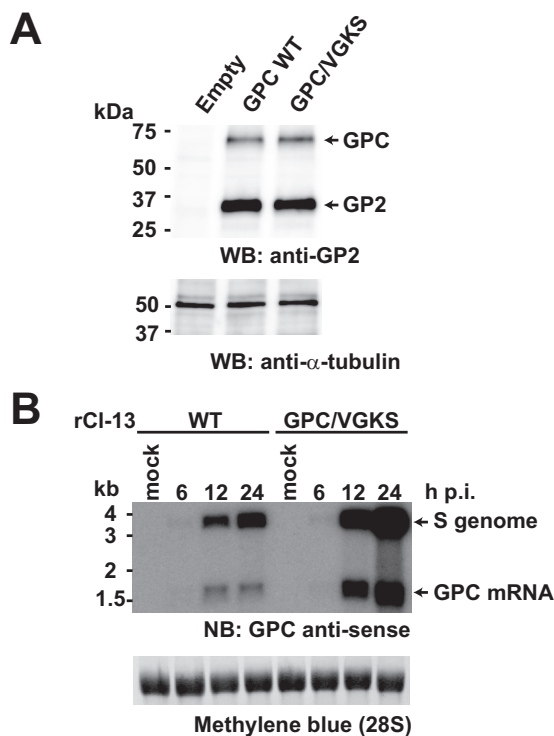 A
Empty
GPC WT
GPC/VGKS
kDa
75 -
GPC
50 -
37 -
GP2
25 -
WB: anti-GP2
50 -
37 -
WB: anti-α-tubulin
B
rCl-13 WT GPC/VGKS
mock 6 12 24 mock 6 12 24 h p.i.
kb
4 -
S genome
3 -
2 -
GPC mRNA
1.5-
NB: GPC anti-sense
Methylene blue (28S)